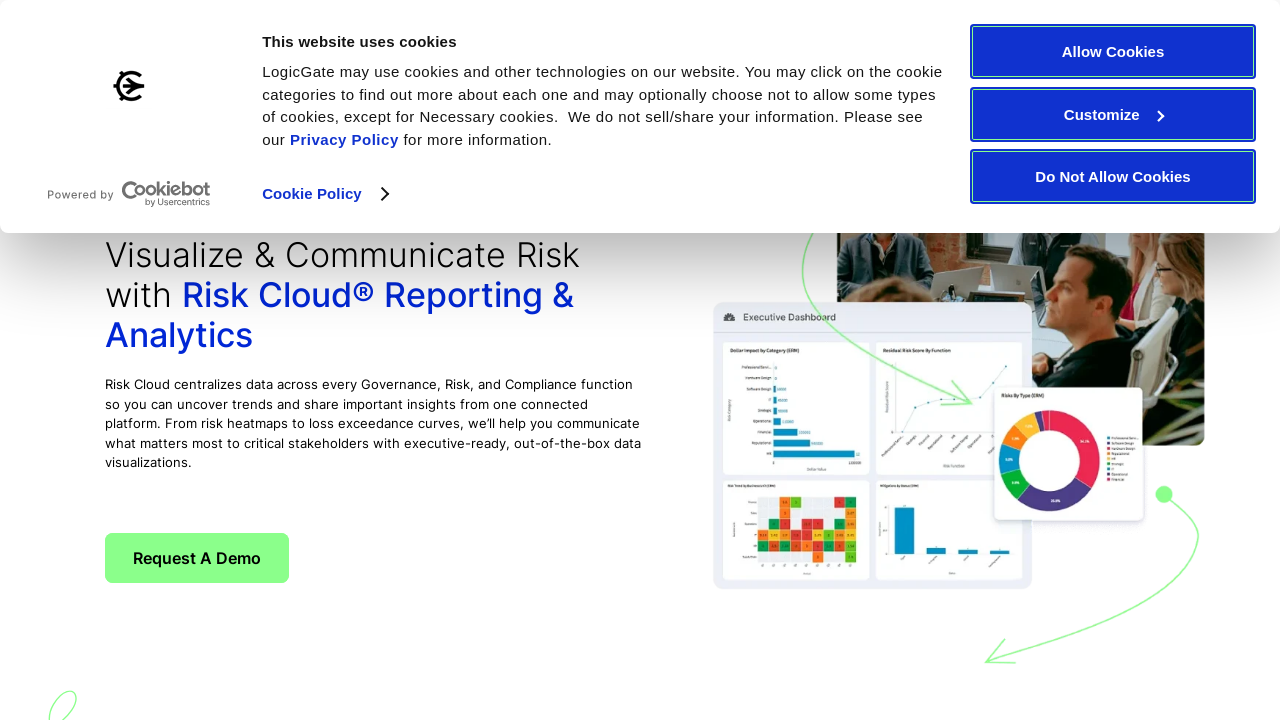 This website uses cookies
LogicGate may use cookies and other technologies on our website. You may click on the cookie
categories to find out more about each one and may optionally choose not to allow some types
of cookies, except for Necessary cookies.  We do not sell/share your information. Please see
our Privacy Policy for more information.
Cookie Policy
Powered by Cookiebot
by Usercentrics
Allow Cookies
Customize
Do Not Allow Cookies
Visualize & Communicate Risk
with Risk Cloud® Reporting &
Analytics
Risk Cloud centralizes data across every Governance, Risk, and Compliance function
so you can uncover trends and share important insights from one connected
platform. From risk heatmaps to loss exceedance curves, we’ll help you communicate
what matters most to critical stakeholders with executive-ready, out-of-the-box data
visualizations.
Request A Demo
Executive Dashboard
Dollar Impact by Category (ERM)
Residual Risk Score By Function
Risks By Type (ERM)